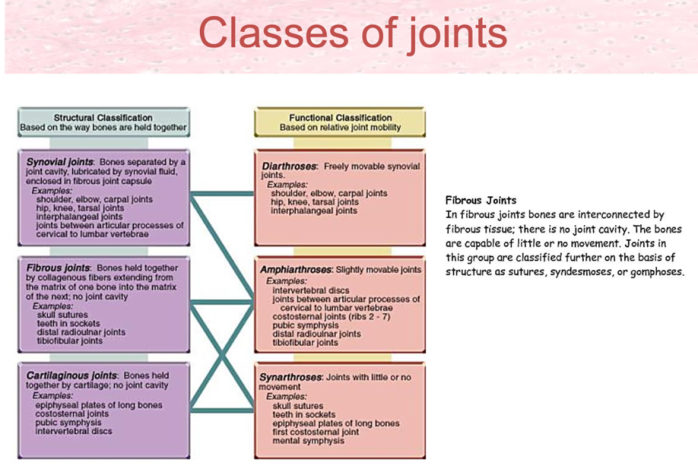 Classes of joints
Structural Classification
Based on the way bones are held together
Synovial joints: Bones separated by a
joint cavity, lubricated by synovial fluid,
enclosed in fibrous joint capsule
Examples:
shoulder, elbow, carpal joints
hip, knee, tarsal joints
interphalangeal joints
joints between articular processes of
cervical to lumbar vertebrae
Fibrous joints: Bones held together
by collagenous fibers extending from
the matrix of one bone into the matrix
of the next; no joint cavity
Examples:
skull sutures
teeth in sockets
distal radioulnar joints
tibiofibular joints
Cartilaginous joints: Bones held
together by cartilage; no joint cavity
Examples:
epiphyseal plates of long bones
costosternal joints
pubic symphysis
intervertebral discs
Functional Classification
Based on relative joint mobility
Diarthroses: Freely movable synovial
joints.
Examples:
shoulder, elbow, carpal joints
hip, knee, tarsal joints
interphalangeal joints
Amphiarthroses: Slightly movable joints
Examples:
intervertebral discs
joints between articular processes of
cervical to lumbar vertebrae
costosternal joints (ribs 2 - 7)
pubic symphysis
distal radioulnar joints
tibiofibular joints
Synarthroses: Joints with little or no
movement
Examples:
skull sutures
teeth in sockets
epiphyseal plates of long bones
first costosternal joint
mental symphysis
Fibrous Joints
In fibrous joints bones are interconnected by
fibrous tissue; there is no joint cavity. The bones
are capable of little or no movement. Joints in
this group are classified further on the basis of
structure as sutures, syndesmoses, or gomphoses.